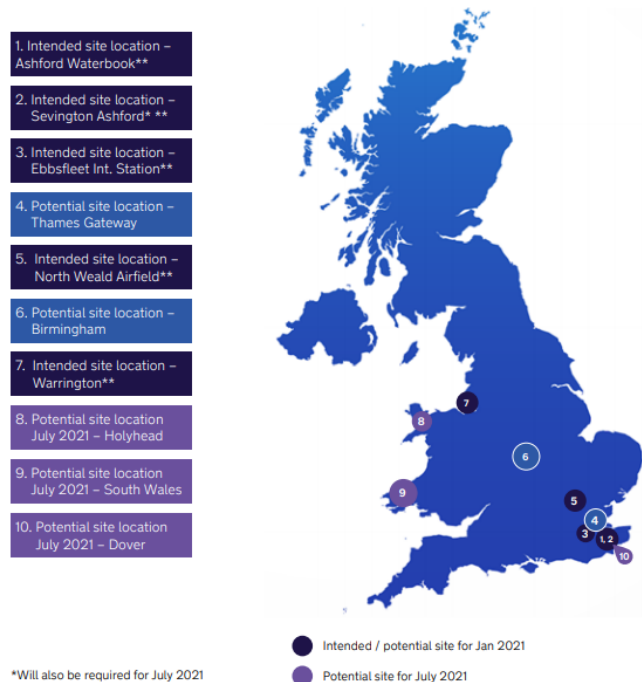 1. Intended site location –
Ashford Waterbook**
2. Intended site location –
Sevington Ashford* **
3. Intended site location –
Ebbsfleet Int. Station**
4. Potential site location –
Thames Gateway
5. Intended site location –
North Weald Airfield**
6. Potential site location –
Birmingham
7. Intended site location –
Warrington**
8. Potential site location
July 2021 – Holyhead
9. Potential site location
July 2021 – South Wales
10. Potential site location
July 2021 – Dover
7
8
6
9
5
4
3
1, 2
10
Intended / potential site for Jan 2021
*Will also be required for July 2021
Potential site for July 2021